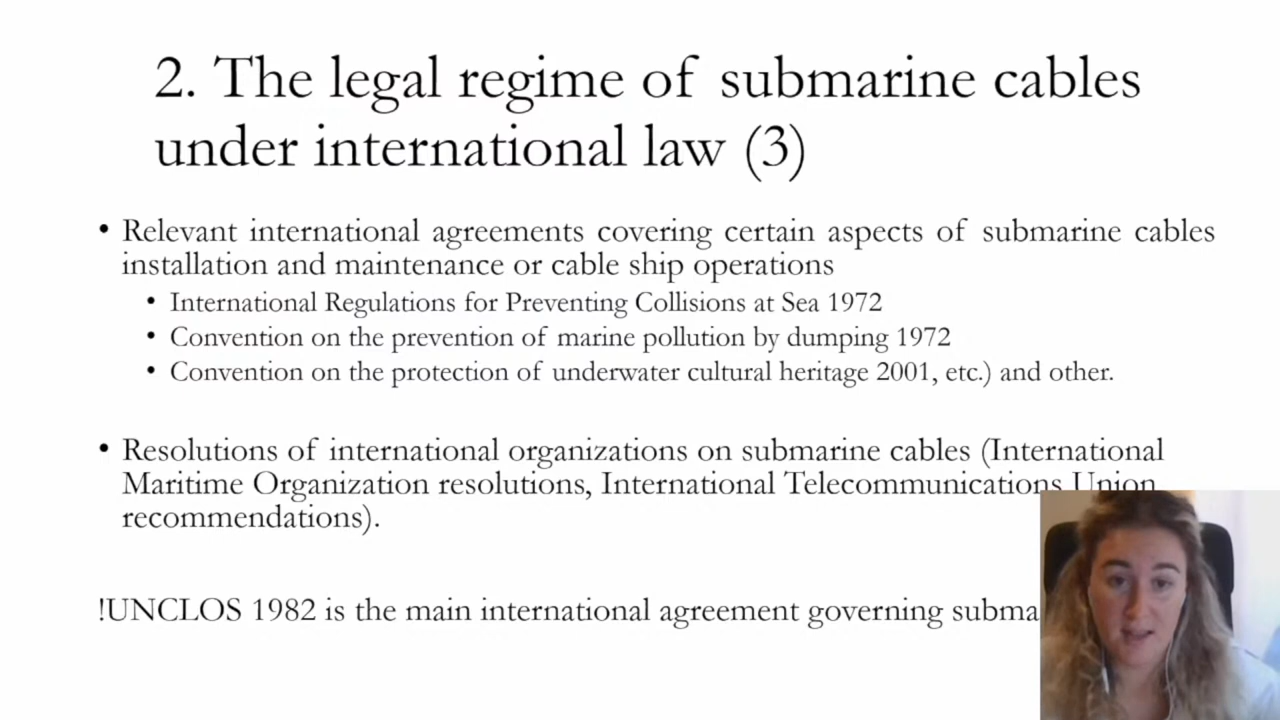 2. The legal regime of submarine cables
under international law (3)
• Relevant international agreements covering certain aspects of submarine cables
installation and maintenance or cable ship operations
• International Regulations for Preventing Collisions at Sea 1972
• Convention on the prevention of marine pollution by dumping 1972
• Convention on the protection of underwater cultural heritage 2001, etc.) and other.
• Resolutions of international organizations on submarine cables (International
Maritime Organization resolutions, International Telecommunications Union
recommendations).
!UNCLOS 1982 is the main international agreement governing subma